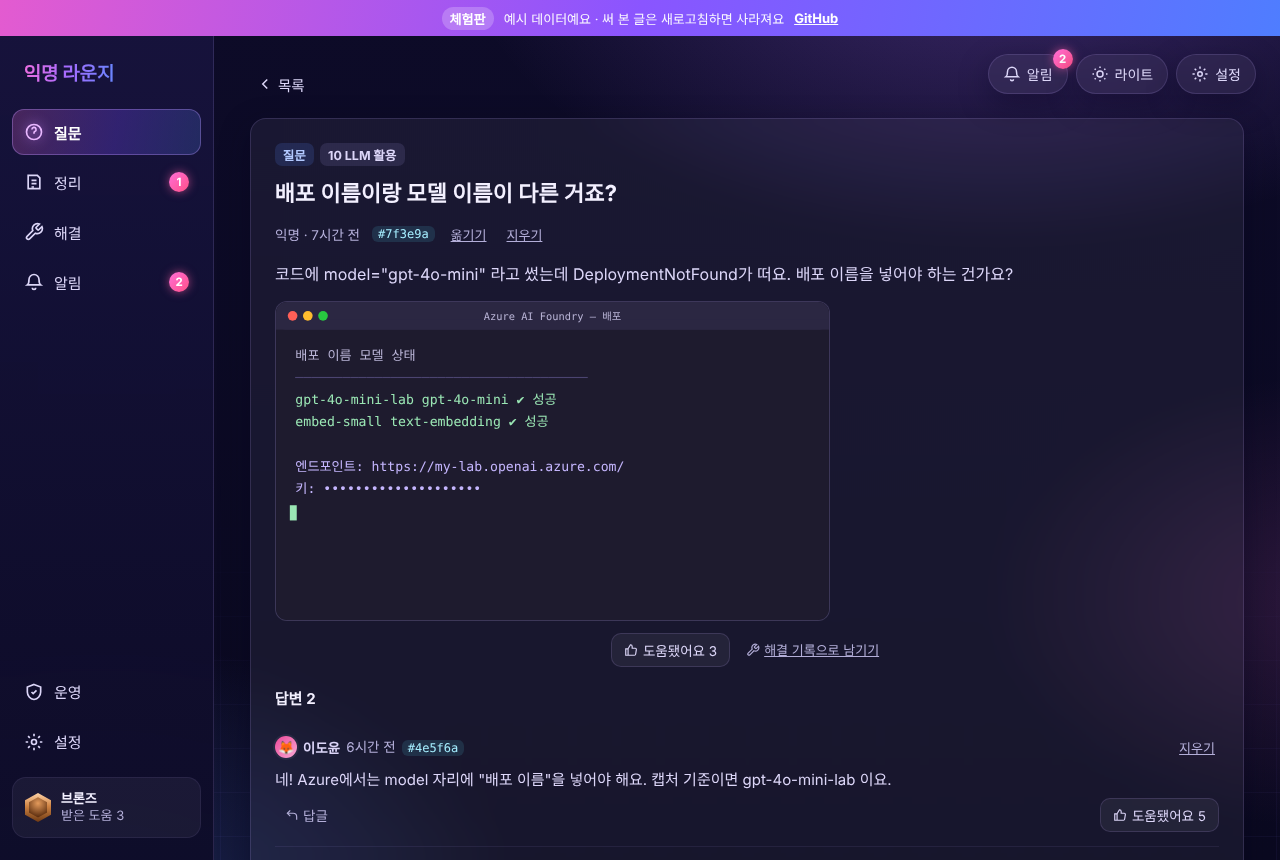 체험판 예시 데이터예요 · 써 본 글은 새로고침하면 사라져요 GitHub
익명 라운지
질문
정리 1
해결
알림 2
운영
설정
브론즈
받은 도움 3
목록
알림 2
라이트
설정
질문 10 LLM 활용
배포 이름이랑 모델 이름이 다른 거죠?
익명 · 7시간 전 #7f3e9a 옮기기 지우기
코드에 model="gpt-4o-mini" 라고 썼는데 DeploymentNotFound가 떠요. 배포 이름을 넣어야 하는 건가요?
Azure AI Foundry — 배포
배포 이름 모델 상태
gpt-4o-mini-lab gpt-4o-mini ✔ 성공
embed-small text-embedding ✔ 성공
엔드포인트: https://my-lab.openai.azure.com/
키: ••••••••••••••••••••
도움됐어요 3 해결 기록으로 남기기
답변 2
이도윤 6시간 전 #4e5f6a 지우기
네! Azure에서는 model 자리에 "배포 이름"을 넣어야 해요. 캡처 기준이면 gpt-4o-mini-lab 이요.
답글 도움됐어요 5